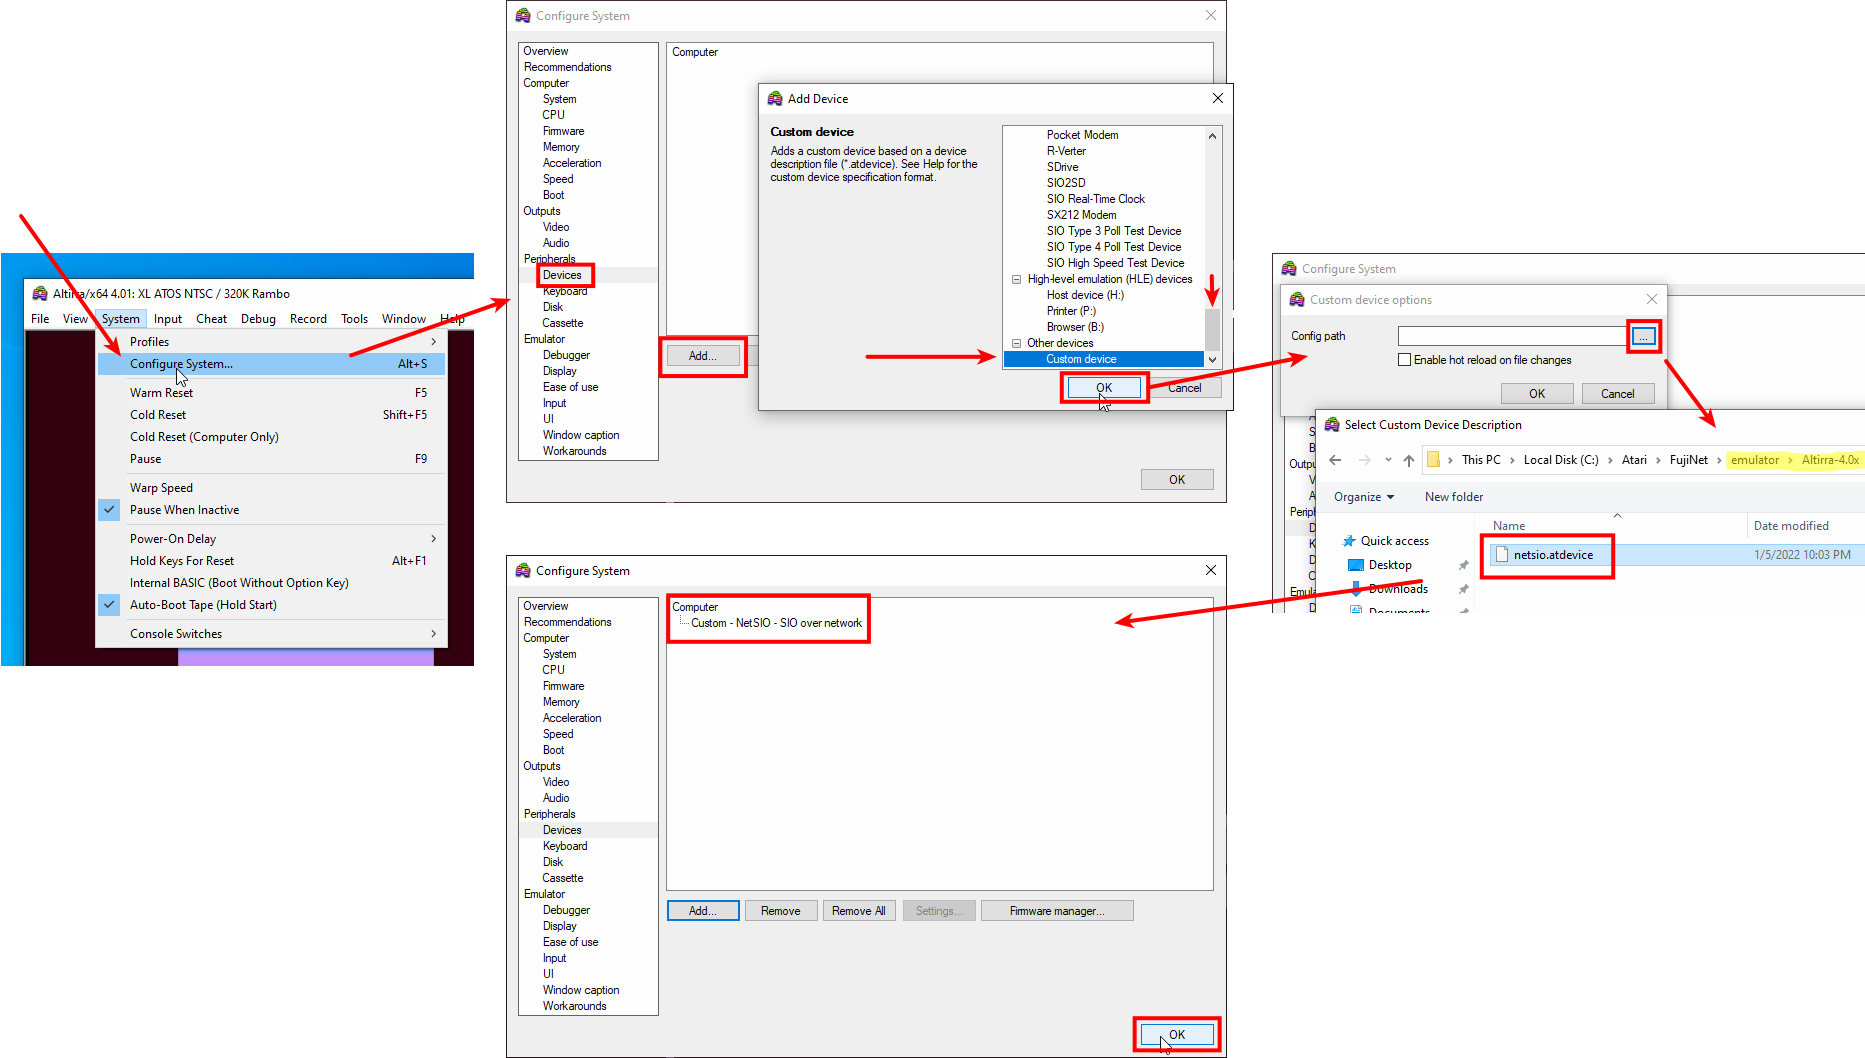 Altirra/x64 4.01: XL ATOS NTSC / 320K Rambo
File View System Input Cheat Debug Record Tools Window Help
Profiles
Configure System... Alt+S
Warm Reset F5
Cold Reset Shift+F5
Cold Reset (Computer Only)
Pause F9
Warp Speed
Pause When Inactive
Power-On Delay
Hold Keys For Reset Alt+F1
Internal BASIC (Boot Without Option Key)
Auto-Boot Tape (Hold Start)
Console Switches
Configure System
Overview
Recommendations
Computer
System
CPU
Firmware
Memory
Acceleration
Speed
Boot
Outputs
Video
Audio
Peripherals
Devices
Keyboard
Disk
Cassette
Emulator
Debugger
Display
Ease of use
Input
UI
Window caption
Workarounds
Computer
Add...
OK
Add Device
Custom device
Adds a custom device based on a device
description file (*.atdevice). See Help for the
custom device specification format.
Pocket Modem
R-Verter
SDrive
SIO2SD
SIO Real-Time Clock
SX212 Modem
SIO Type 3 Poll Test Device
SIO Type 4 Poll Test Device
SIO High Speed Test Device
High-level emulation (HLE) devices
Host device (H:)
Printer (P:)
Browser (B:)
Other devices
Custom device
OK Cancel
Configure System
Custom device options
Config path ...
Enable hot reload on file changes
OK Cancel
Select Custom Device Description
This PC Local Disk (C:) Atari FujiNet emulator Altirra-4.0x
Organize New folder
Name Date modified
Quick access
Desktop
Downloads
Documents
netsio.atdevice 1/5/2022 10:03 PM
Configure System
Overview
Recommendations
Computer
System
CPU
Firmware
Memory
Acceleration
Speed
Boot
Outputs
Video
Audio
Peripherals
Devices
Keyboard
Disk
Cassette
Emulator
Debugger
Display
Ease of use
Input
UI
Window caption
Workarounds
Computer
Custom - NetSIO - SIO over network
Add... Remove Remove All Settings... Firmware manager...
OK